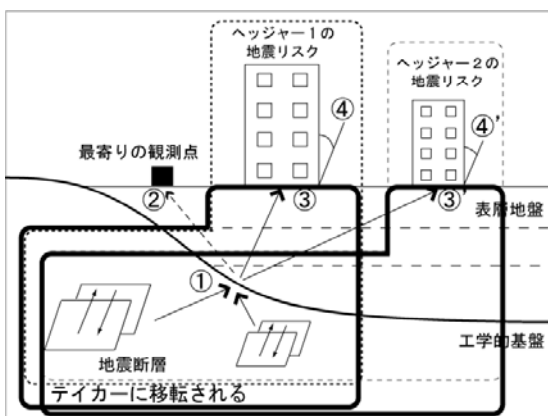 ヘッジャー１の
地震リスク
ヘッジャー２の
地震リスク
④
④’
最寄りの観測点
②
③
③
表層地盤
①
工学的基盤
地震断層
テイカーに移転される